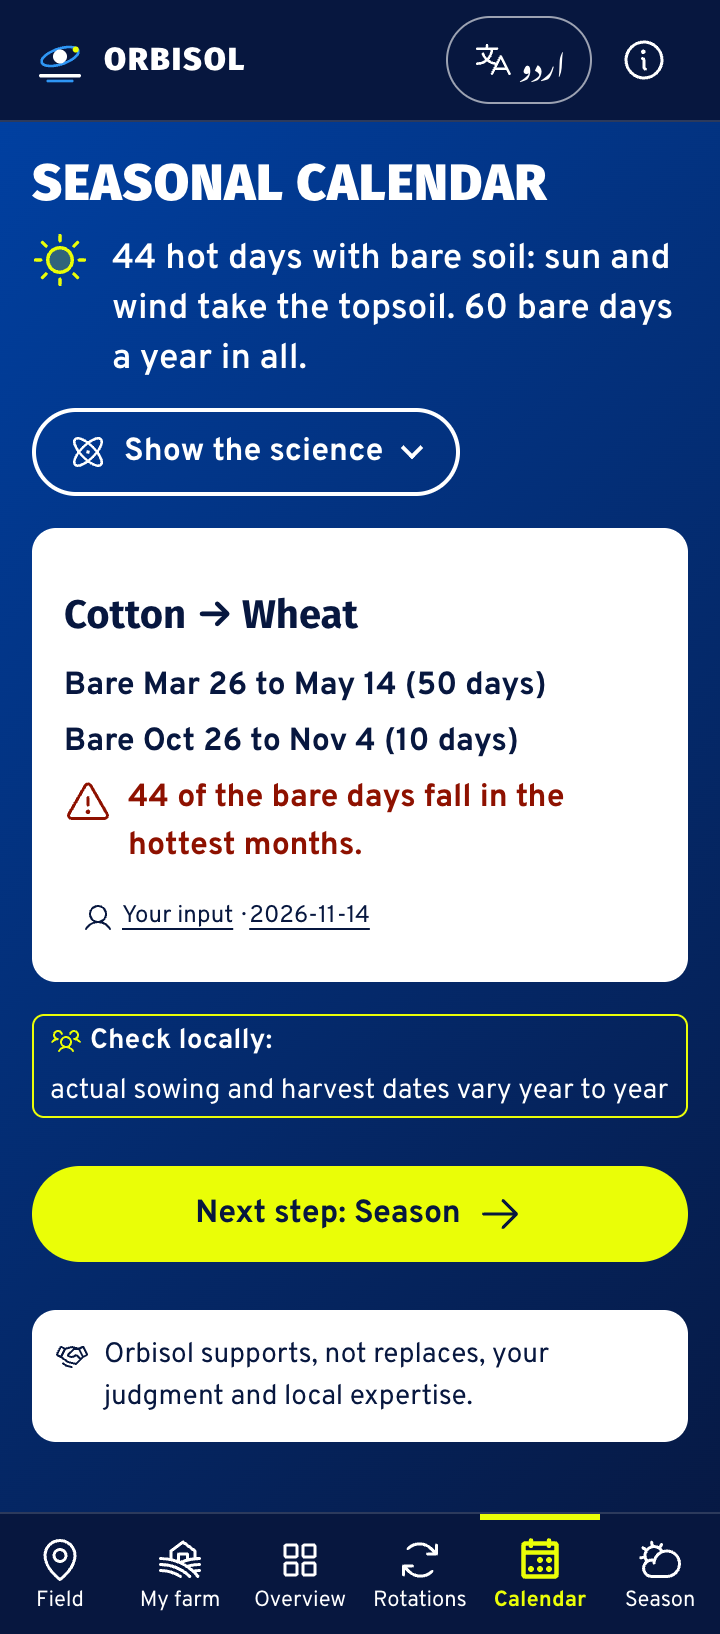 ORBISOL
اردو
SEASONAL CALENDAR
44 hot days with bare soil: sun and
wind take the topsoil. 60 bare days
a year in all.
Show the science
Cotton → Wheat
Bare Mar 26 to May 14 (50 days)
Bare Oct 26 to Nov 4 (10 days)
44 of the bare days fall in the
hottest months.
Your input · 2026-11-14
Check locally:
actual sowing and harvest dates vary year to year
Next step: Season →
Orbisol supports, not replaces, your
judgment and local expertise.
Field My farm Overview Rotations Calendar Season